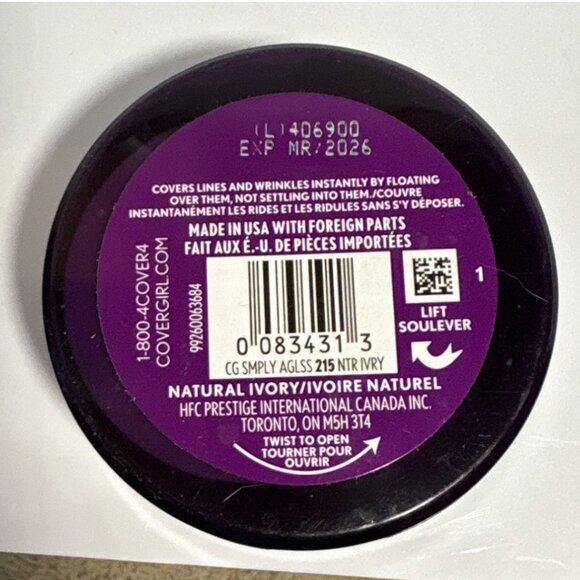 (L)406900
EXP MR/2026
COVERS LINES AND WRINKLES INSTANTLY BY FLOATING
OVER THEM, NOT SETTLING INTO THEM./COUVRE
INSTANTANÉMENT LES RIDES ET LES RIDULES SANS S'Y DÉPOSER.
MADE IN USA WITH FOREIGN PARTS
FAIT AUX É.-U. DE PIÈCES IMPORTÉES
1-800-4COVER4
COVERGIRL.COM
99260063684
0 083431 3
CG SMPLY AGLSS 215 NTR IVRY
1
LIFT
SOULEVER
NATURAL IVORY/IVOIRE NATUREL
HFC PRESTIGE INTERNATIONAL CANADA INC.
TORONTO, ON M5H 3T4
TWIST TO OPEN
TOURNER POUR
OUVRIR